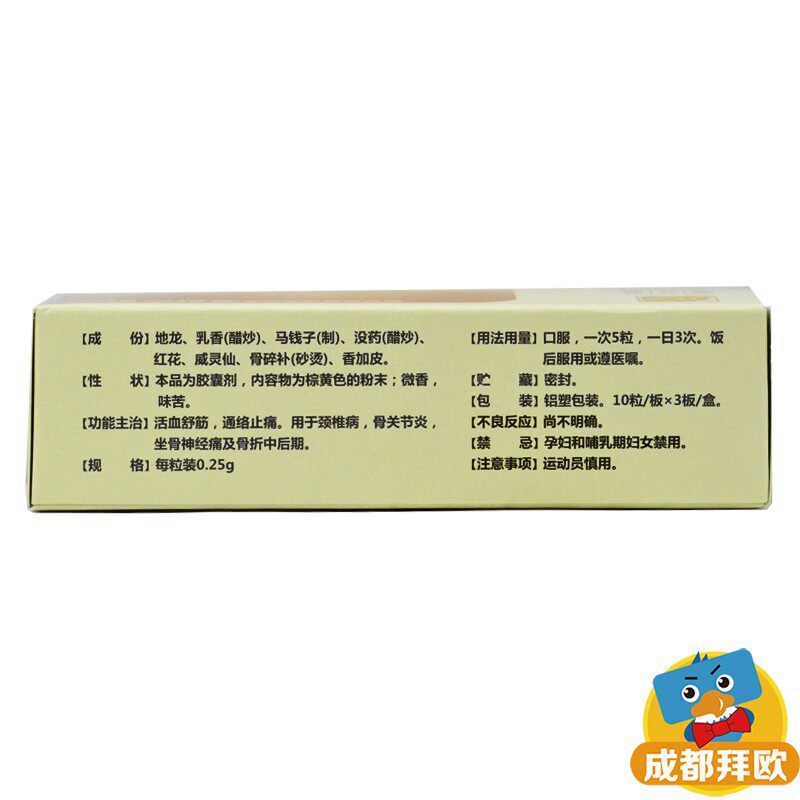 【成 份】地龙、乳香(醋炒)、马钱子(制)、没药(醋炒)、
红花、威灵仙、骨碎补(砂烫)、香加皮。
【性 状】本品为胶囊剂，内容物为棕黄色的粉末；微香，
味苦。
【功能主治】活血舒筋，通络止痛。用于颈椎病，骨关节炎，
坐骨神经痛及骨折中后期。
【规 格】每粒装0.25g
【用法用量】口服，一次5粒，一日3次。饭
后服用或遵医嘱。
【贮 藏】密封。
【包 装】铝塑包装。10粒/板×3板/盒。
【不良反应】尚不明确。
【禁 忌】孕妇和哺乳期妇女禁用。
【注意事项】运动员慎用。
成都拜欧